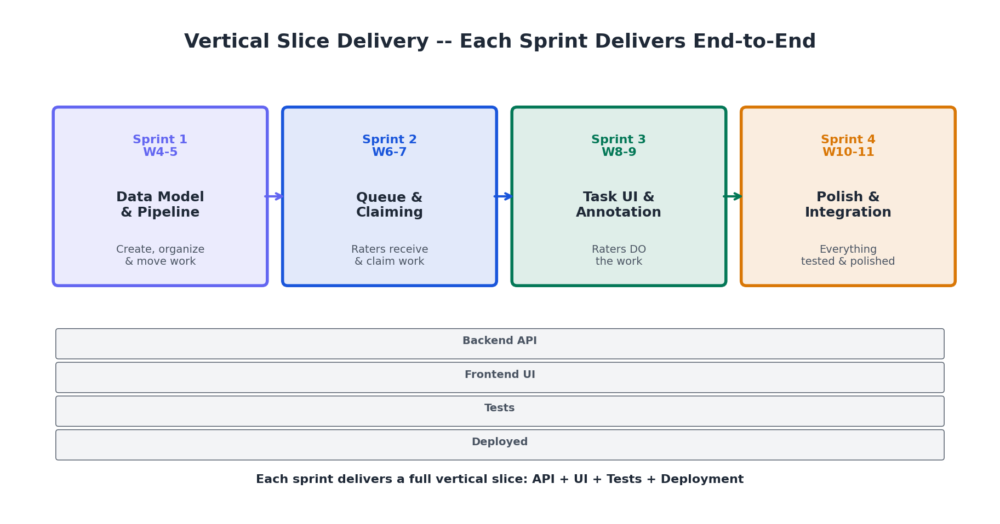 Vertical Slice Delivery -- Each Sprint Delivers End-to-End
Sprint 1
W4-5
Data Model
& Pipeline
Create, organize
& move work
Sprint 2
W6-7
Queue &
Claiming
Raters receive
& claim work
Sprint 3
W8-9
Task UI &
Annotation
Raters DO
the work
Sprint 4
W10-11
Polish &
Integration
Everything
tested & polished
Backend API
Frontend UI
Tests
Deployed
Each sprint delivers a full vertical slice: API + UI + Tests + Deployment